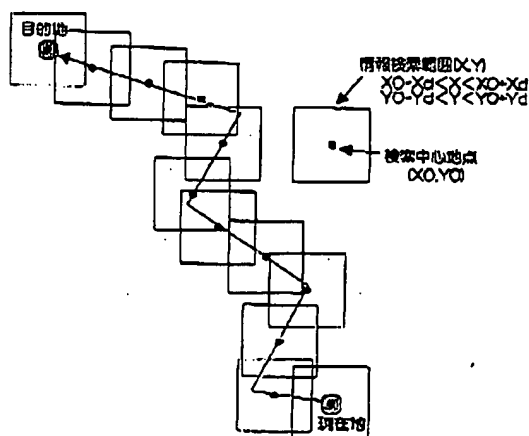 目的地
情報検索範囲(X,Y)
X0-Xd<X<X0+Xd
Y0-Yd<Y<Y0+Yd
検索中心地点
(X0,Y0)
現在地